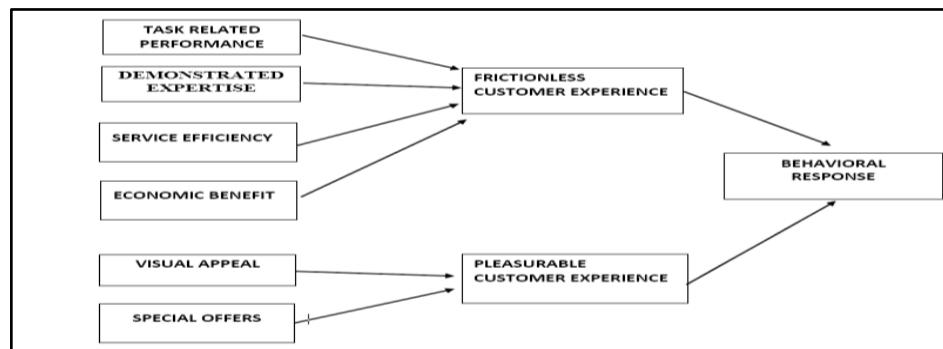 TASK RELATED
PERFORMANCE
DEMONSTRATED
EXPERTISE
SERVICE EFFICIENCY
ECONOMIC BENEFIT
VISUAL APPEAL
SPECIAL OFFERS
FRICTIONLESS
CUSTOMER EXPERIENCE
PLEASURABLE
CUSTOMER EXPERIENCE
BEHAVIORAL
RESPONSE